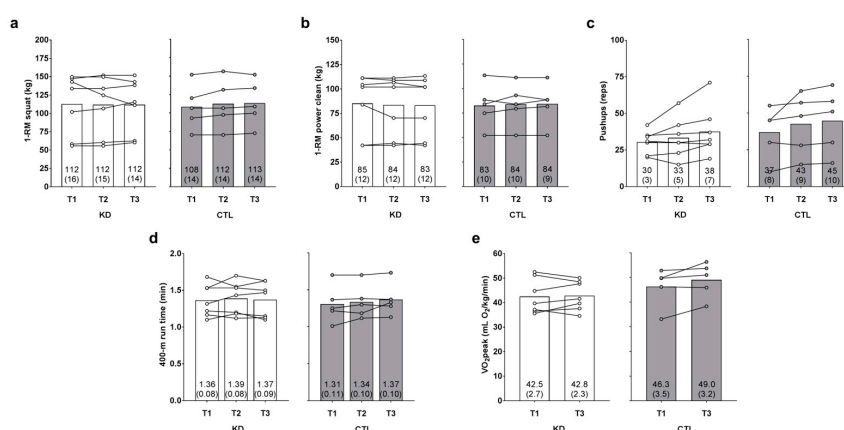 a
1-RM squat (kg)
200
175
150
125
100
75
50
25
0
112 112 112
(16) (15) (14)
T1 T2 T3
KD
108 112 113
(14) (14) (14)
T1 T2 T3
CTL
b
1-RM power clean (kg)
150
125
100
75
50
25
0
85 84 83
(12) (12) (12)
T1 T2 T3
KD
83 84 84
(10) (10) (9)
T1 T2 T3
CTL
c
Pushups (reps)
100
75
50
25
0
30 33 38
(3) (5) (7)
T1 T2 T3
KD
37 43 45
(8) (9) (10)
T1 T2 T3
CTL
d
400-m run time (min)
2.0
1.5
1.0
0.5
0.0
1.36 1.39 1.37
(0.08) (0.08) (0.09)
T1 T2 T3
KD
1.31 1.34 1.37
(0.11) (0.10) (0.10)
T1 T2 T3
CTL
e
VO2peak (mL O2/kg/min)
60
50
40
30
20
10
0
42.5 42.8
(2.7) (2.3)
T1 T3
KD
46.3 49.0
(3.5) (3.2)
T1 T3
CTL